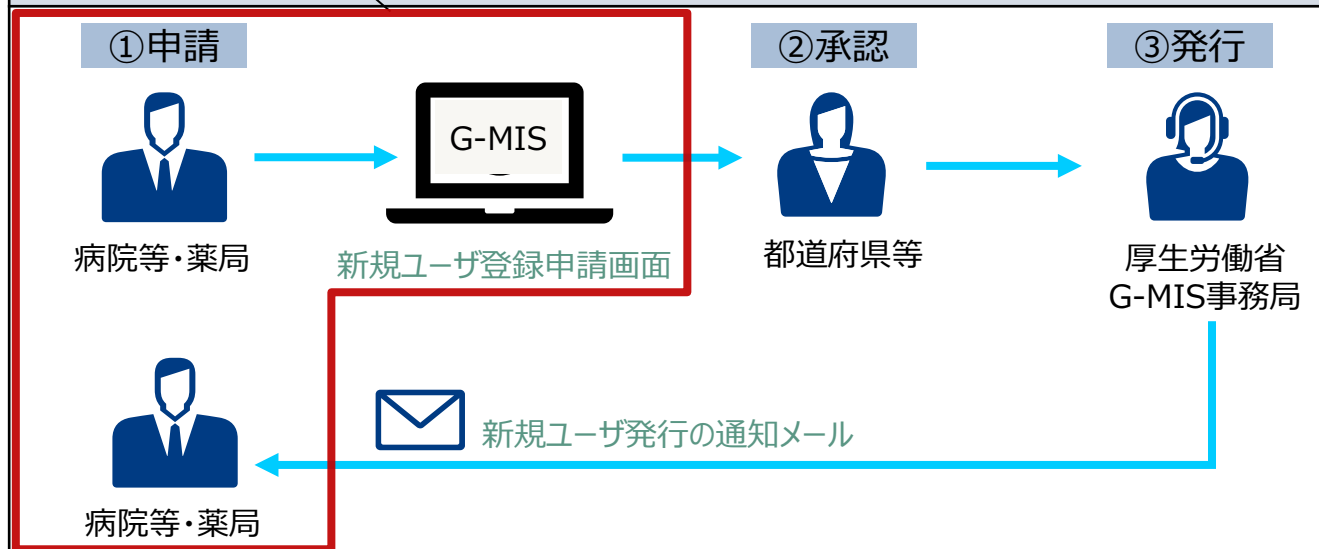 ①申請
②承認
③発行
G-MIS
病院等・薬局
新規ユーザ登録申請画面
都道府県等
厚生労働省
G-MIS事務局
新規ユーザ発行の通知メール
病院等・薬局